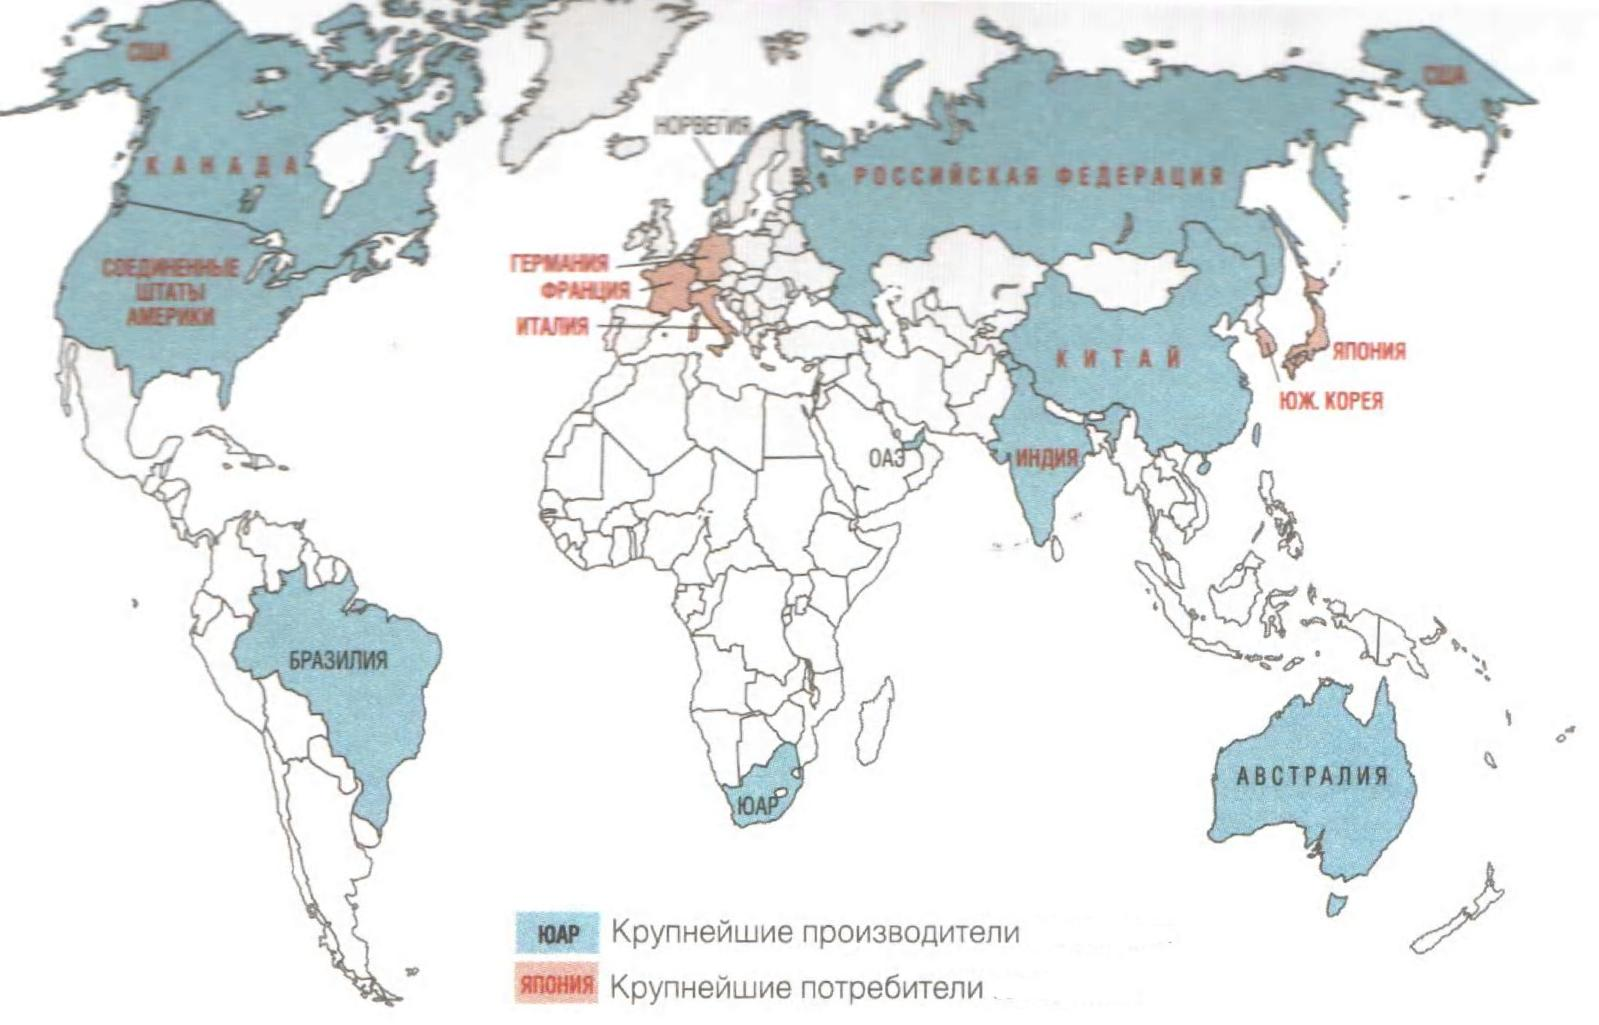 США
США
НОРВЕГИЯ
КАНАДА
РОССИЙСКАЯ ФЕДЕРАЦИЯ
ГЕРМАНИЯ
СОЕДИНЕННЫЕ
ШТАТЫ
АМЕРИКИ
ФРАНЦИЯ
ИТАЛИЯ
КИТАЙ
ЯПОНИЯ
ЮЖ. КОРЕЯ
ОАЭ
ИНДИЯ
БРАЗИЛИЯ
ЮАР
АВСТРАЛИЯ
ЮАР Крупнейшие производители
ЯПОНИЯ Крупнейшие потребители